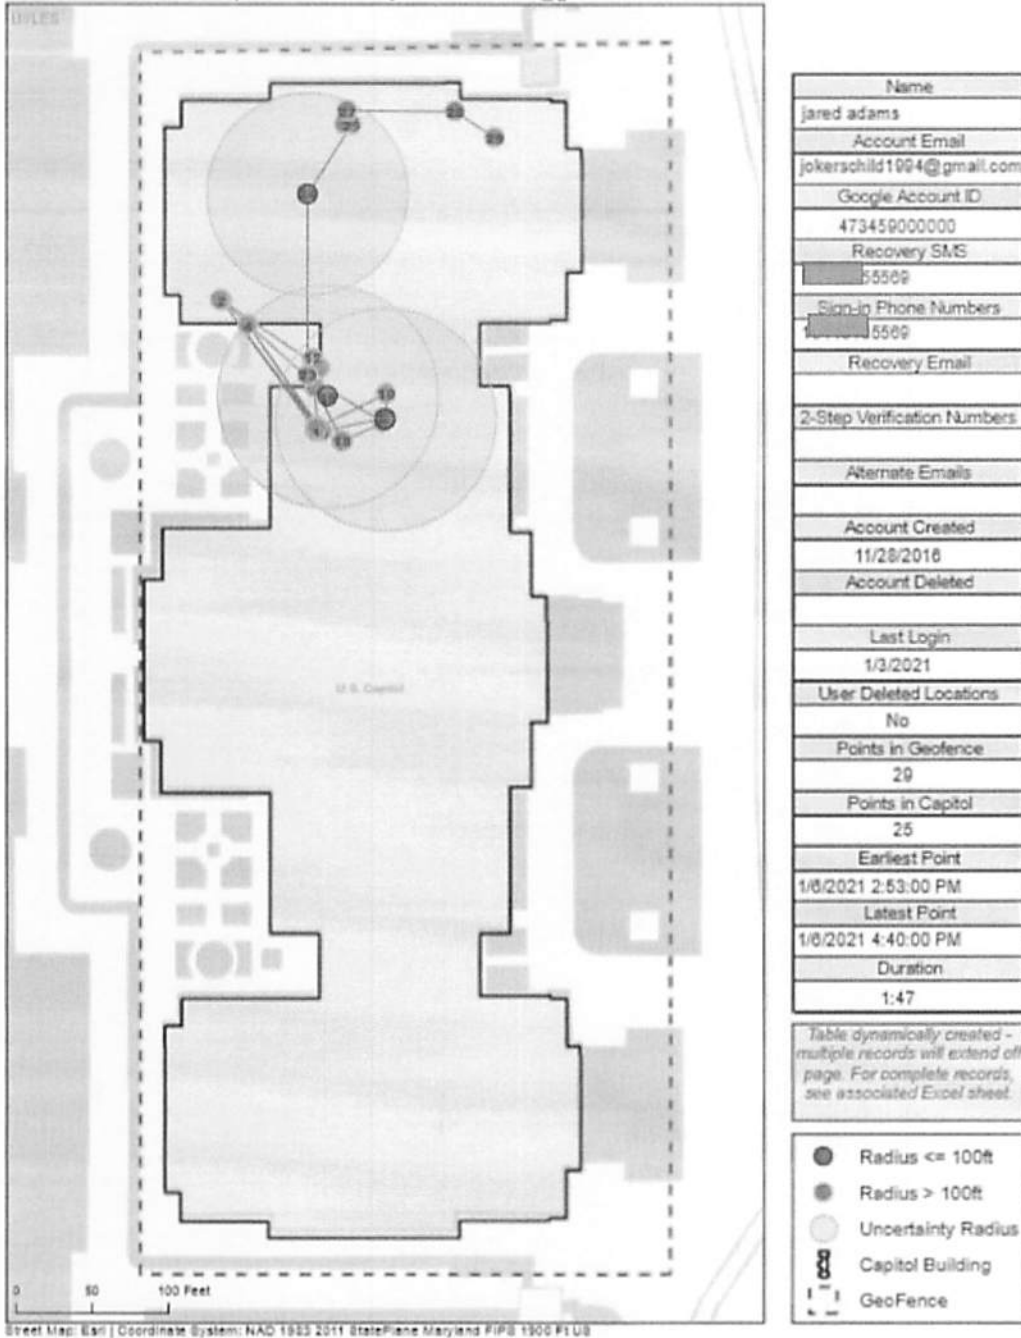 Name
jared adams
Account Email
jokerschild1994@gmail.com
Google Account ID
473459000000
Recovery SMS
55569
Sign-in Phone Numbers
5569
Recovery Email
2-Step Verification Numbers
Alternate Emails
Account Created
11/28/2016
Account Deleted
Last Login
1/3/2021
User Deleted Locations
No
Points in Geofence
29
Points in Capitol
25
Earliest Point
1/6/2021 2:53:00 PM
Latest Point
1/6/2021 4:40:00 PM
Duration
1:47
Table dynamically created -
multiple records will extend off
page. For complete records,
see associated Excel sheet.
Radius <= 100ft
Radius > 100ft
Uncertainty Radius
Capitol Building
GeoFence
U.S. Capitol
0 50 100 Feet
Street Map: Esri | Coordinate System: NAD 1983 2011 StatePlane Maryland FIPS 1900 Ft US